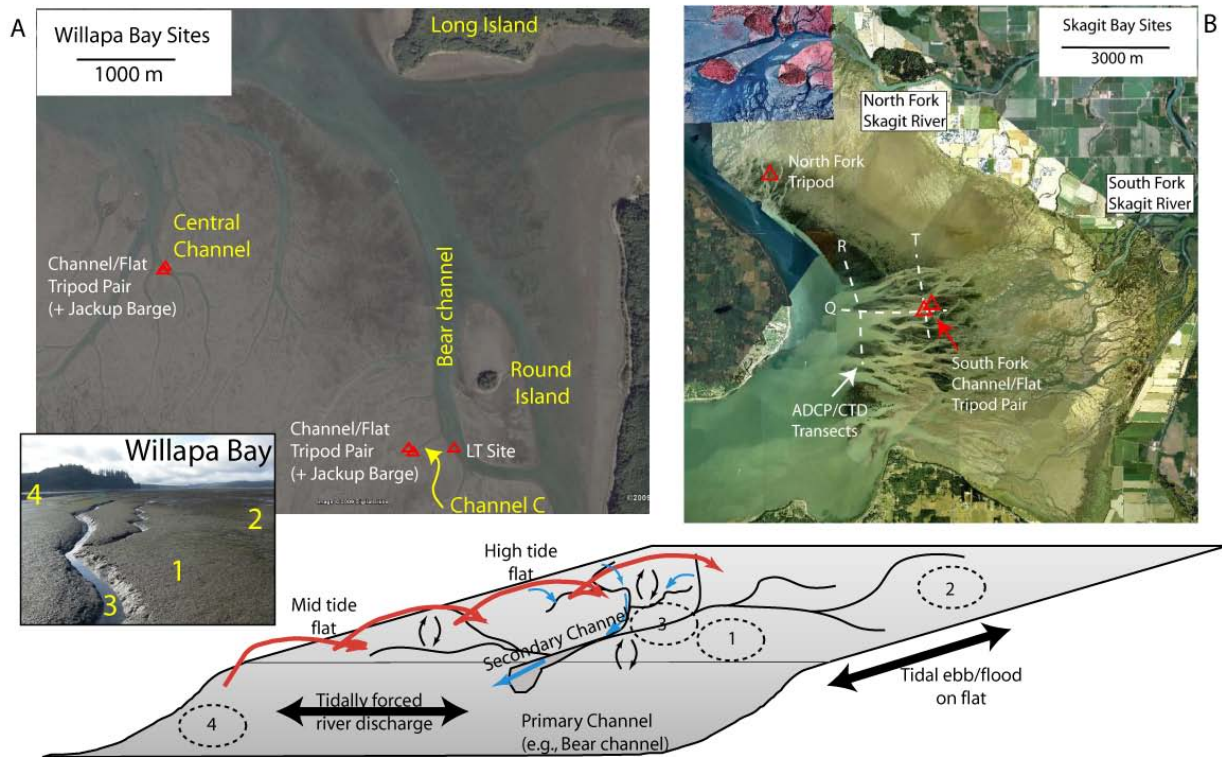 A
Willapa Bay Sites
1000 m
Long Island
Central
Channel
Channel/Flat
Tripod Pair
(+ Jackup Barge)
Bear channel
Round
Island
Channel/Flat
Tripod Pair
(+ Jackup Barge)
LT Site
Channel C
©2009
B
Skagit Bay Sites
3000 m
North Fork
Skagit River
North Fork
Tripod
South Fork
Skagit River
R
T
Q
South Fork
Channel/Flat
Tripod Pair
ADCP/CTD
Transects
Willapa Bay
4
2
1
3
High tide
flat
Mid tide
flat
Secondary Channel
3
1
2
4
Tidally forced
river discharge
Primary Channel
(e.g., Bear channel)
Tidal ebb/flood
on flat